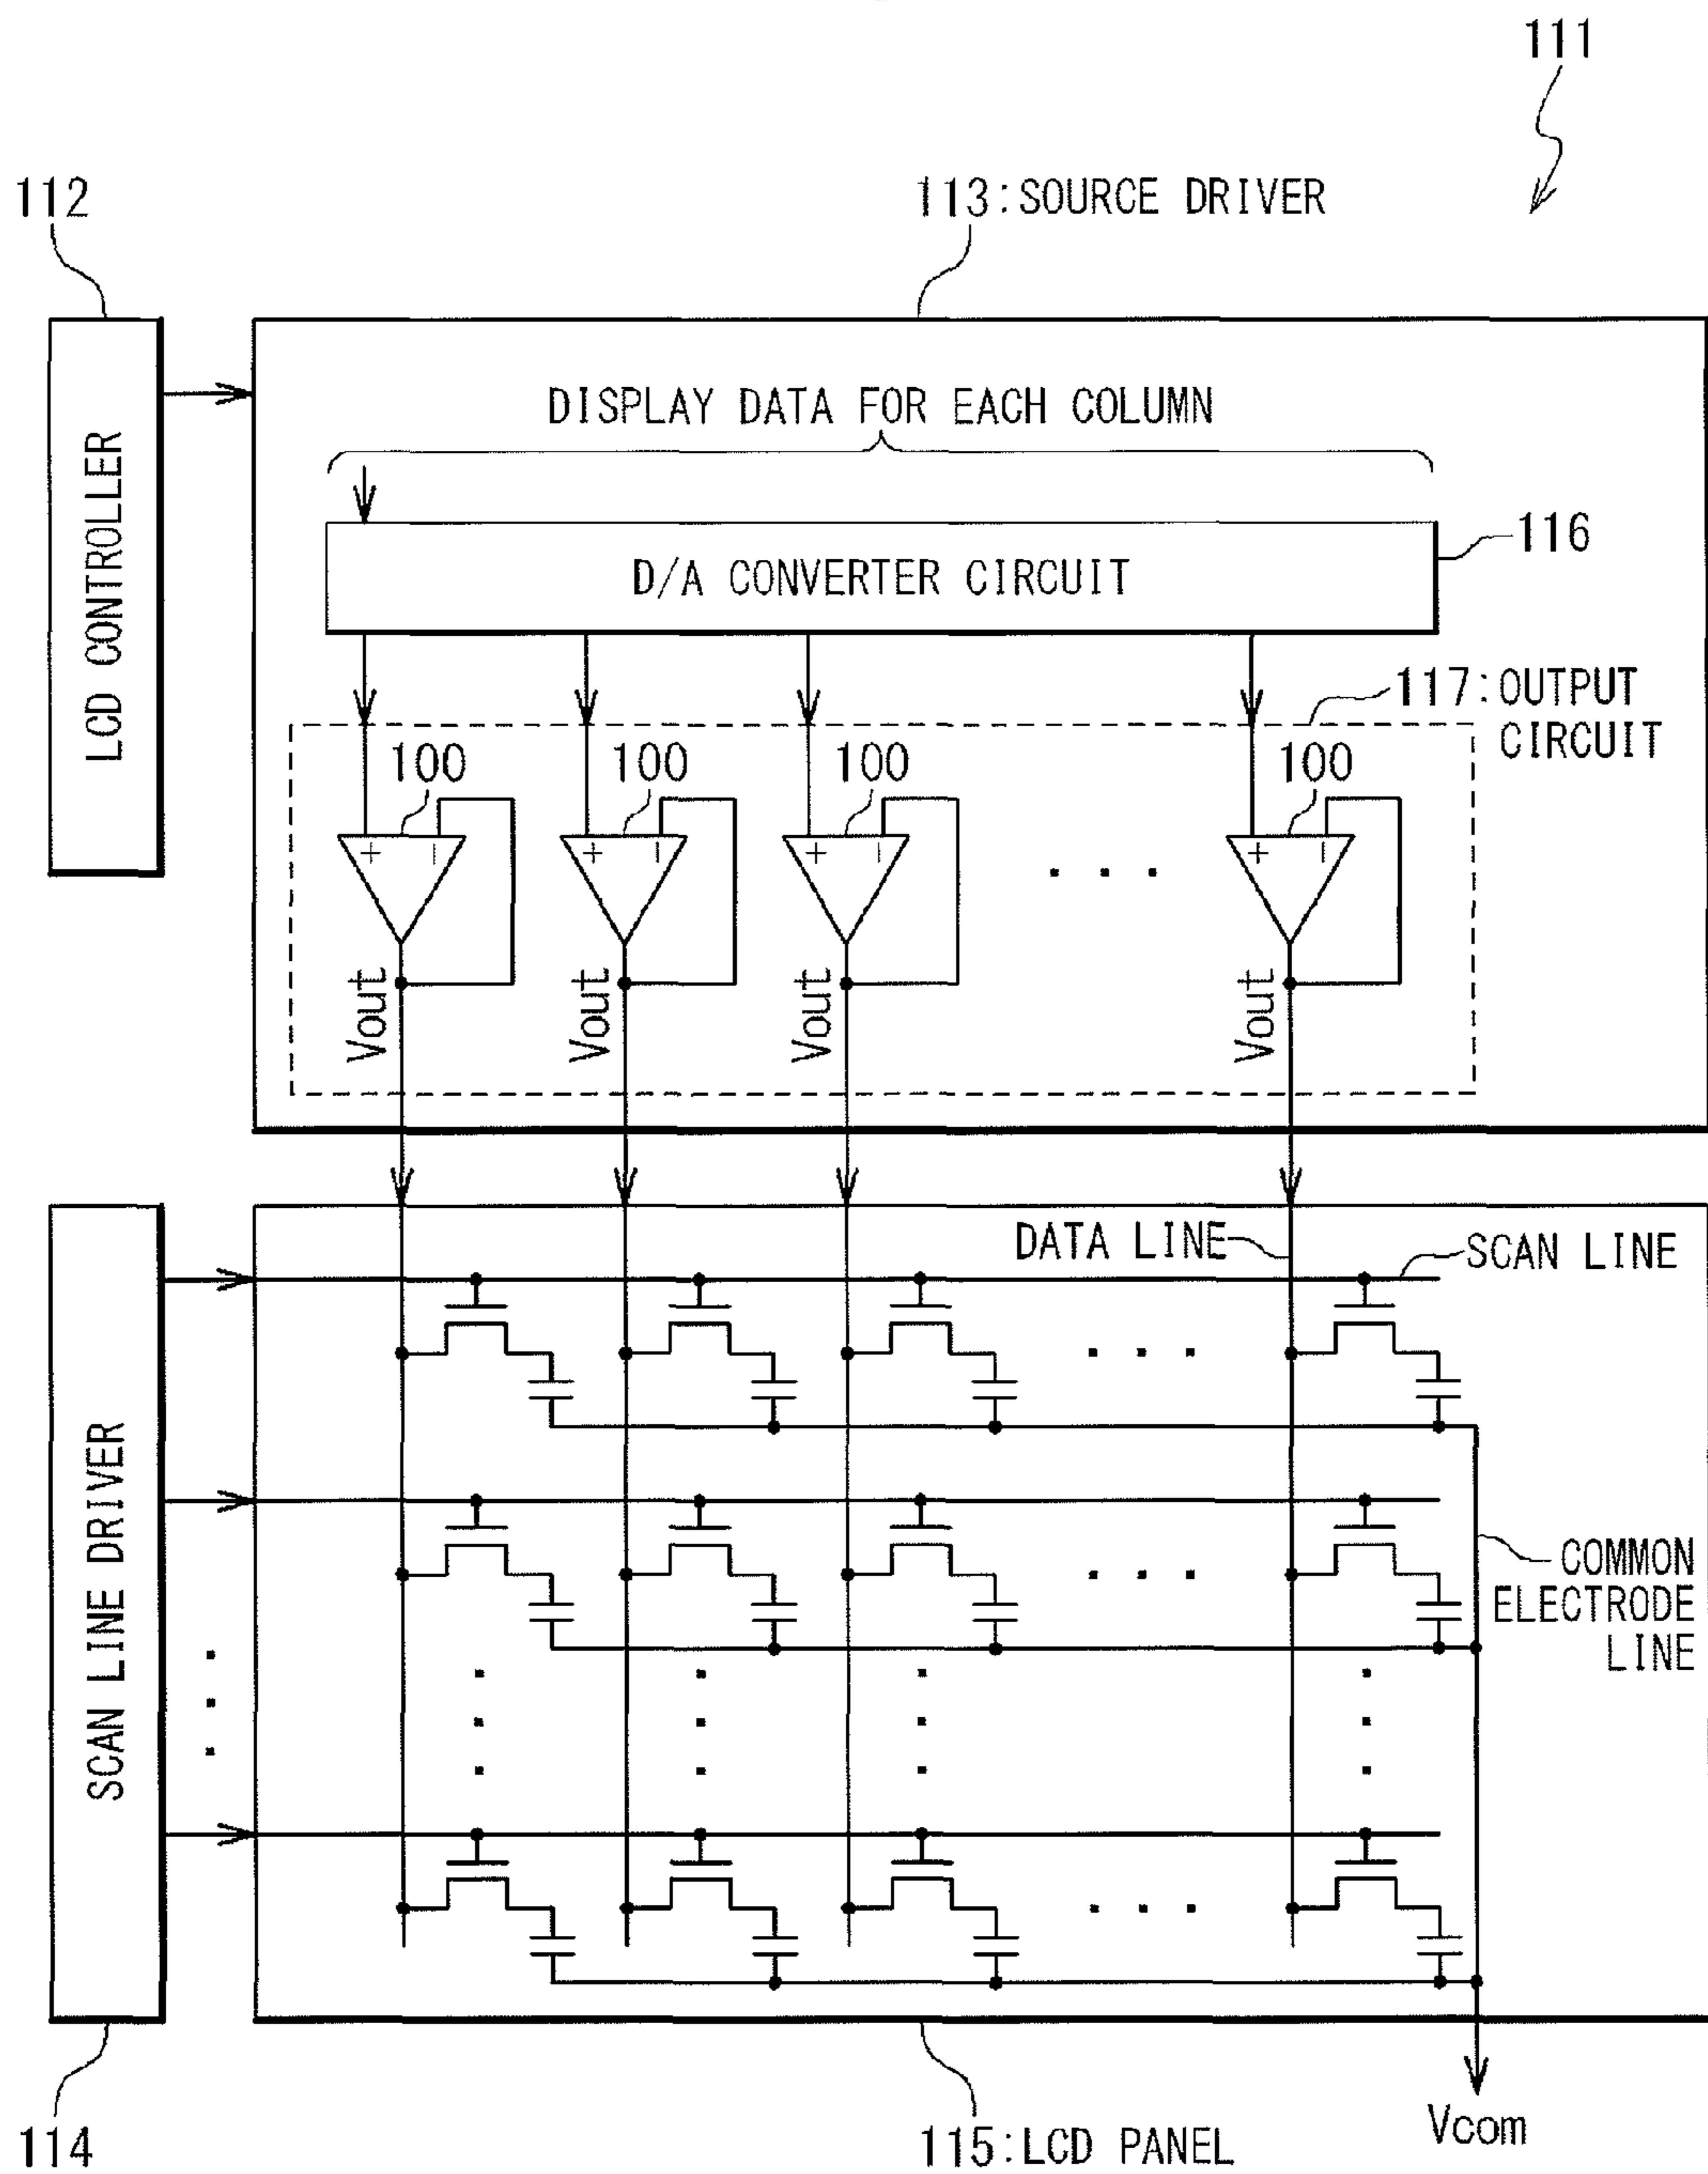 111
112
113:SOURCE DRIVER
LCD CONTROLLER
DISPLAY DATA FOR EACH COLUMN
D/A CONVERTER CIRCUIT
116
117:OUTPUT
CIRCUIT
100
100
100
100
+ −
+ −
+ −
+ −
Vout
Vout
Vout
Vout
DATA LINE
SCAN LINE
SCAN LINE DRIVER
COMMON
ELECTRODE
LINE
114
115:LCD PANEL
Vcom